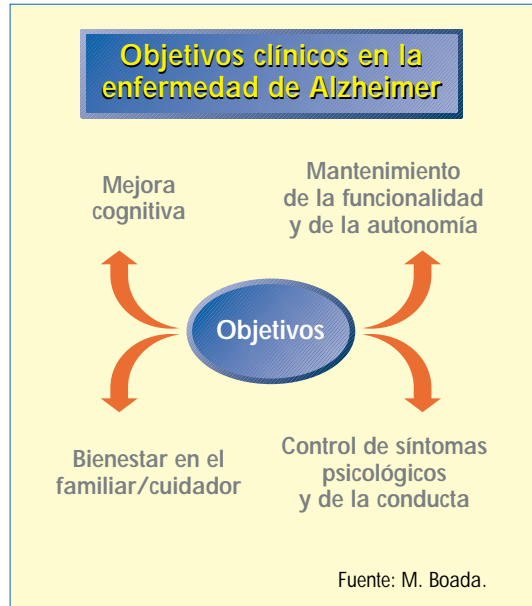 Objetivos clínicos en la
enfermedad de Alzheimer
Mejora
cognitiva
Mantenimiento
de la funcionalidad
y de la autonomía
Objetivos
Bienestar en el
familiar/cuidador
Control de síntomas
psicológicos
y de la conducta
Fuente: M. Boada.